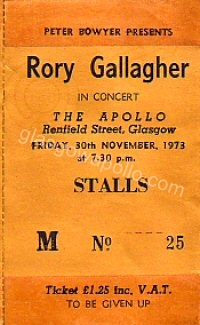 PETER BOWYER PRESENTS
Rory Gallagher
IN CONCERT
THE APOLLO
Renfield Street, Glasgow
FRIDAY, 30th NOVEMBER, 1973
at 7.30 p.m.
STALLS
M No 25
Ticket £1.25 inc. V.A.T.
TO BE GIVEN UP